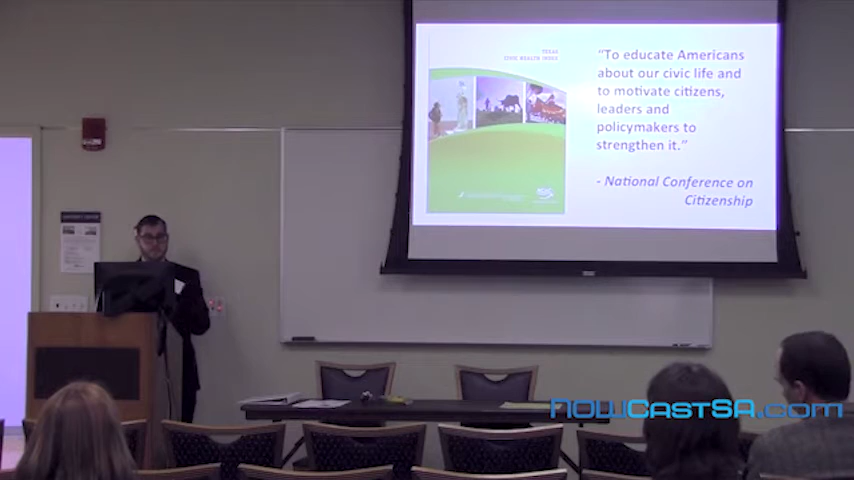 TEXAS
CIVIC HEALTH INDEX
"To educate Americans
about our civic life and
to motivate citizens,
leaders and
policymakers to
strengthen it."
- National Conference on
Citizenship
NOWCASTSA.com